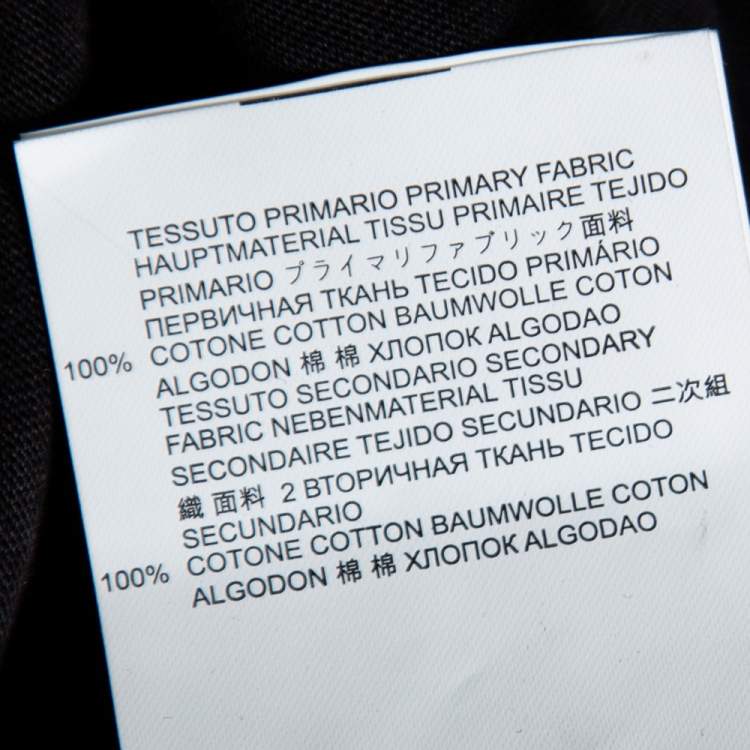 TESSUTO PRIMARIO PRIMARY FABRIC
HAUPTMATERIAL TISSU PRIMAIRE TEJIDO
PRIMARIO プライマリファブリック面料
ПЕРВИЧНАЯ ТКАНЬ TECIDO PRIMÁRIO
100% COTONE COTTON BAUMWOLLE COTON
ALGODON 棉 棉 ХЛОПОК ALGODAO
TESSUTO SECONDARIO SECONDARY
FABRIC NEBENMATERIAL TISSU
SECONDAIRE TEJIDO SECUNDARIO 二次組
織 面料 2 ВТОРИЧНАЯ ТКАНЬ TECIDO
SECUNDARIO
100% COTONE COTTON BAUMWOLLE COTON
ALGODON 棉 棉 ХЛОПОК ALGODAO